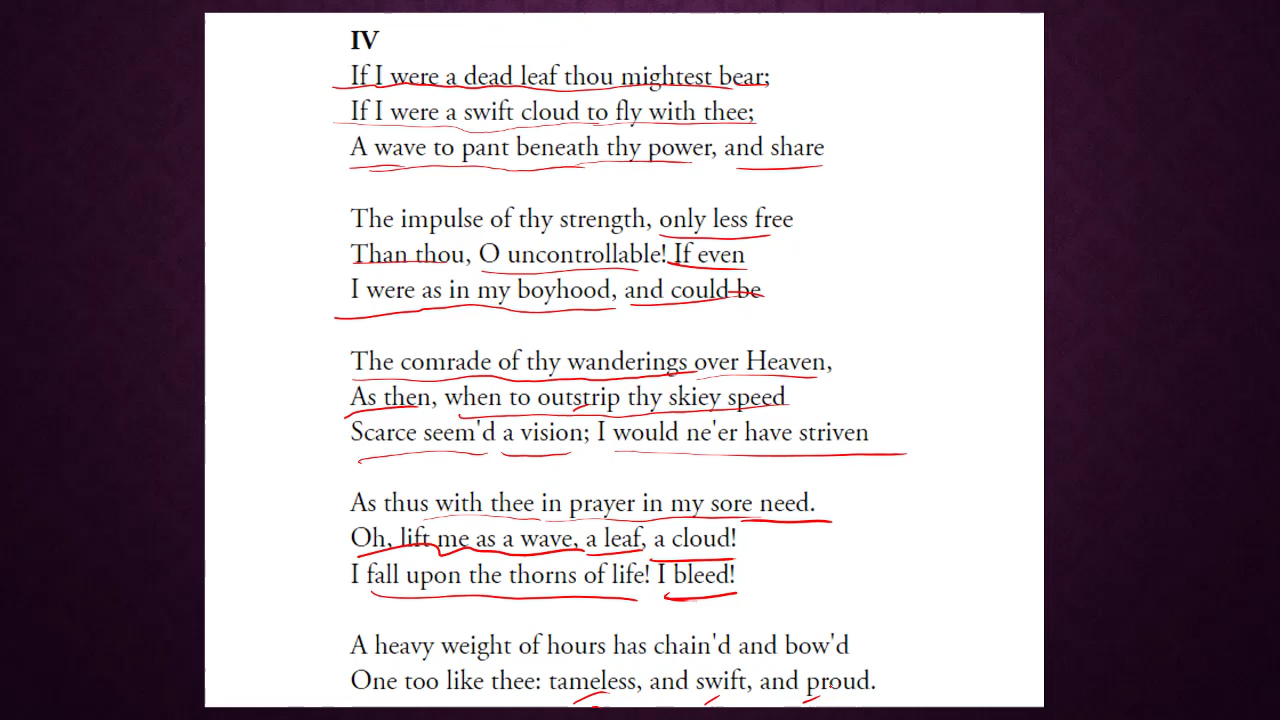 IV
If I were a dead leaf thou mightest bear;
If I were a swift cloud to fly with thee;
A wave to pant beneath thy power, and share
The impulse of thy strength, only less free
Than thou, O uncontrollable! If even
I were as in my boyhood, and could be
The comrade of thy wanderings over Heaven,
As then, when to outstrip thy skiey speed
Scarce seem'd a vision; I would ne'er have striven
As thus with thee in prayer in my sore need.
Oh, lift me as a wave, a leaf, a cloud!
I fall upon the thorns of life! I bleed!
A heavy weight of hours has chain'd and bow'd
One too like thee: tameless, and swift, and proud.